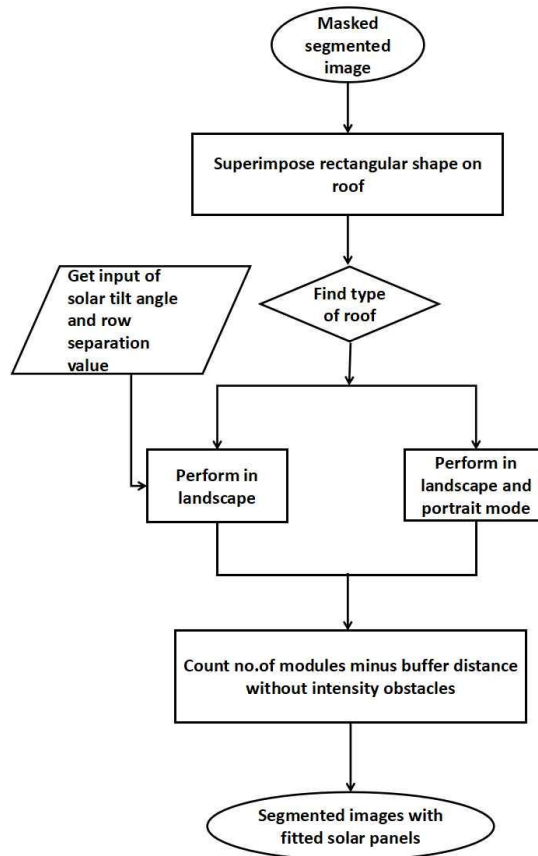 Masked
segmented
image
Superimpose rectangular shape on
roof
Get input of
solar tilt angle
and row
separation
value
Find type
of roof
Perform in
landscape
Perform in
landscape and
portrait mode
Count no.of modules minus buffer distance
without intensity obstacles
Segmented images with
fitted solar panels